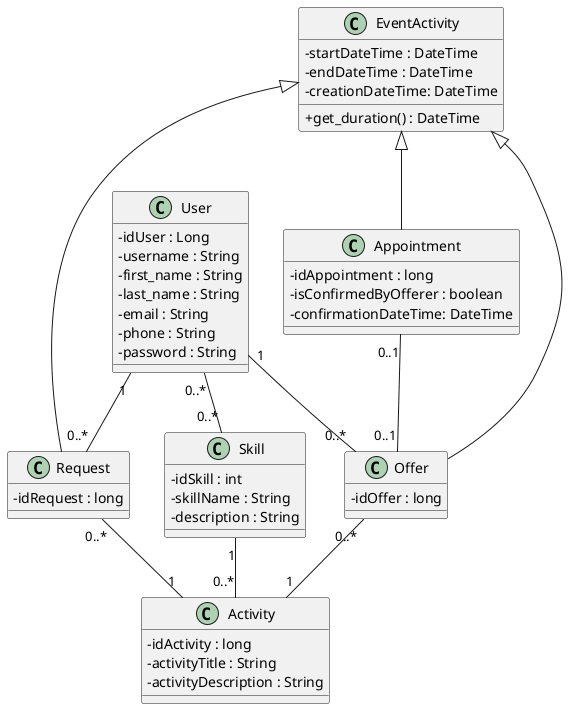 C EventActivity
-startDateTime : DateTime
-endDateTime : DateTime
-creationDateTime: DateTime
+get_duration() : DateTime
C User
-idUser : Long
-username : String
-first_name : String
-last_name : String
-email : String
-phone : String
-password : String
C Appointment
-idAppointment : long
-isConfirmedByOfferer : boolean
-confirmationDateTime: DateTime
1
0..*
1
0..1
0..*
0..*
0..*
0..1
C Request
-idRequest : long
C Skill
-idSkill : int
-skillName : String
-description : String
C Offer
-idOffer : long
0..*
1
0..*
1
0..*
1
C Activity
-idActivity : long
-activityTitle : String
-activityDescription : String